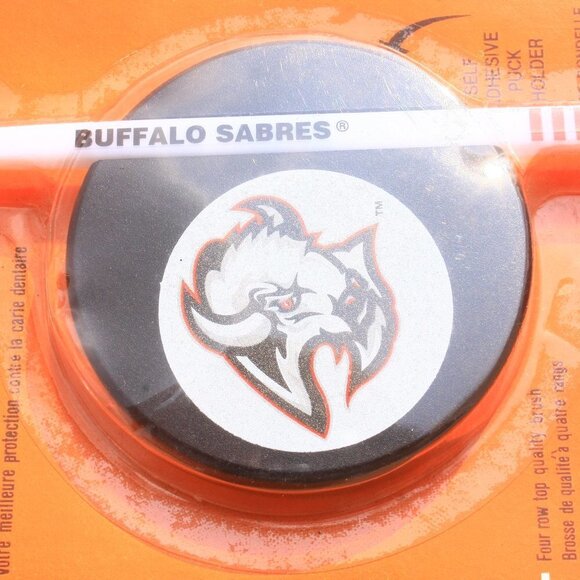 SELF
ADHESIVE
PUCK
HOLDER
BUFFALO SABRES®
TM
Votre meilleure protection contre la carie dentaire
Four row top quality brush
Brosse de qualité à quatre rangs